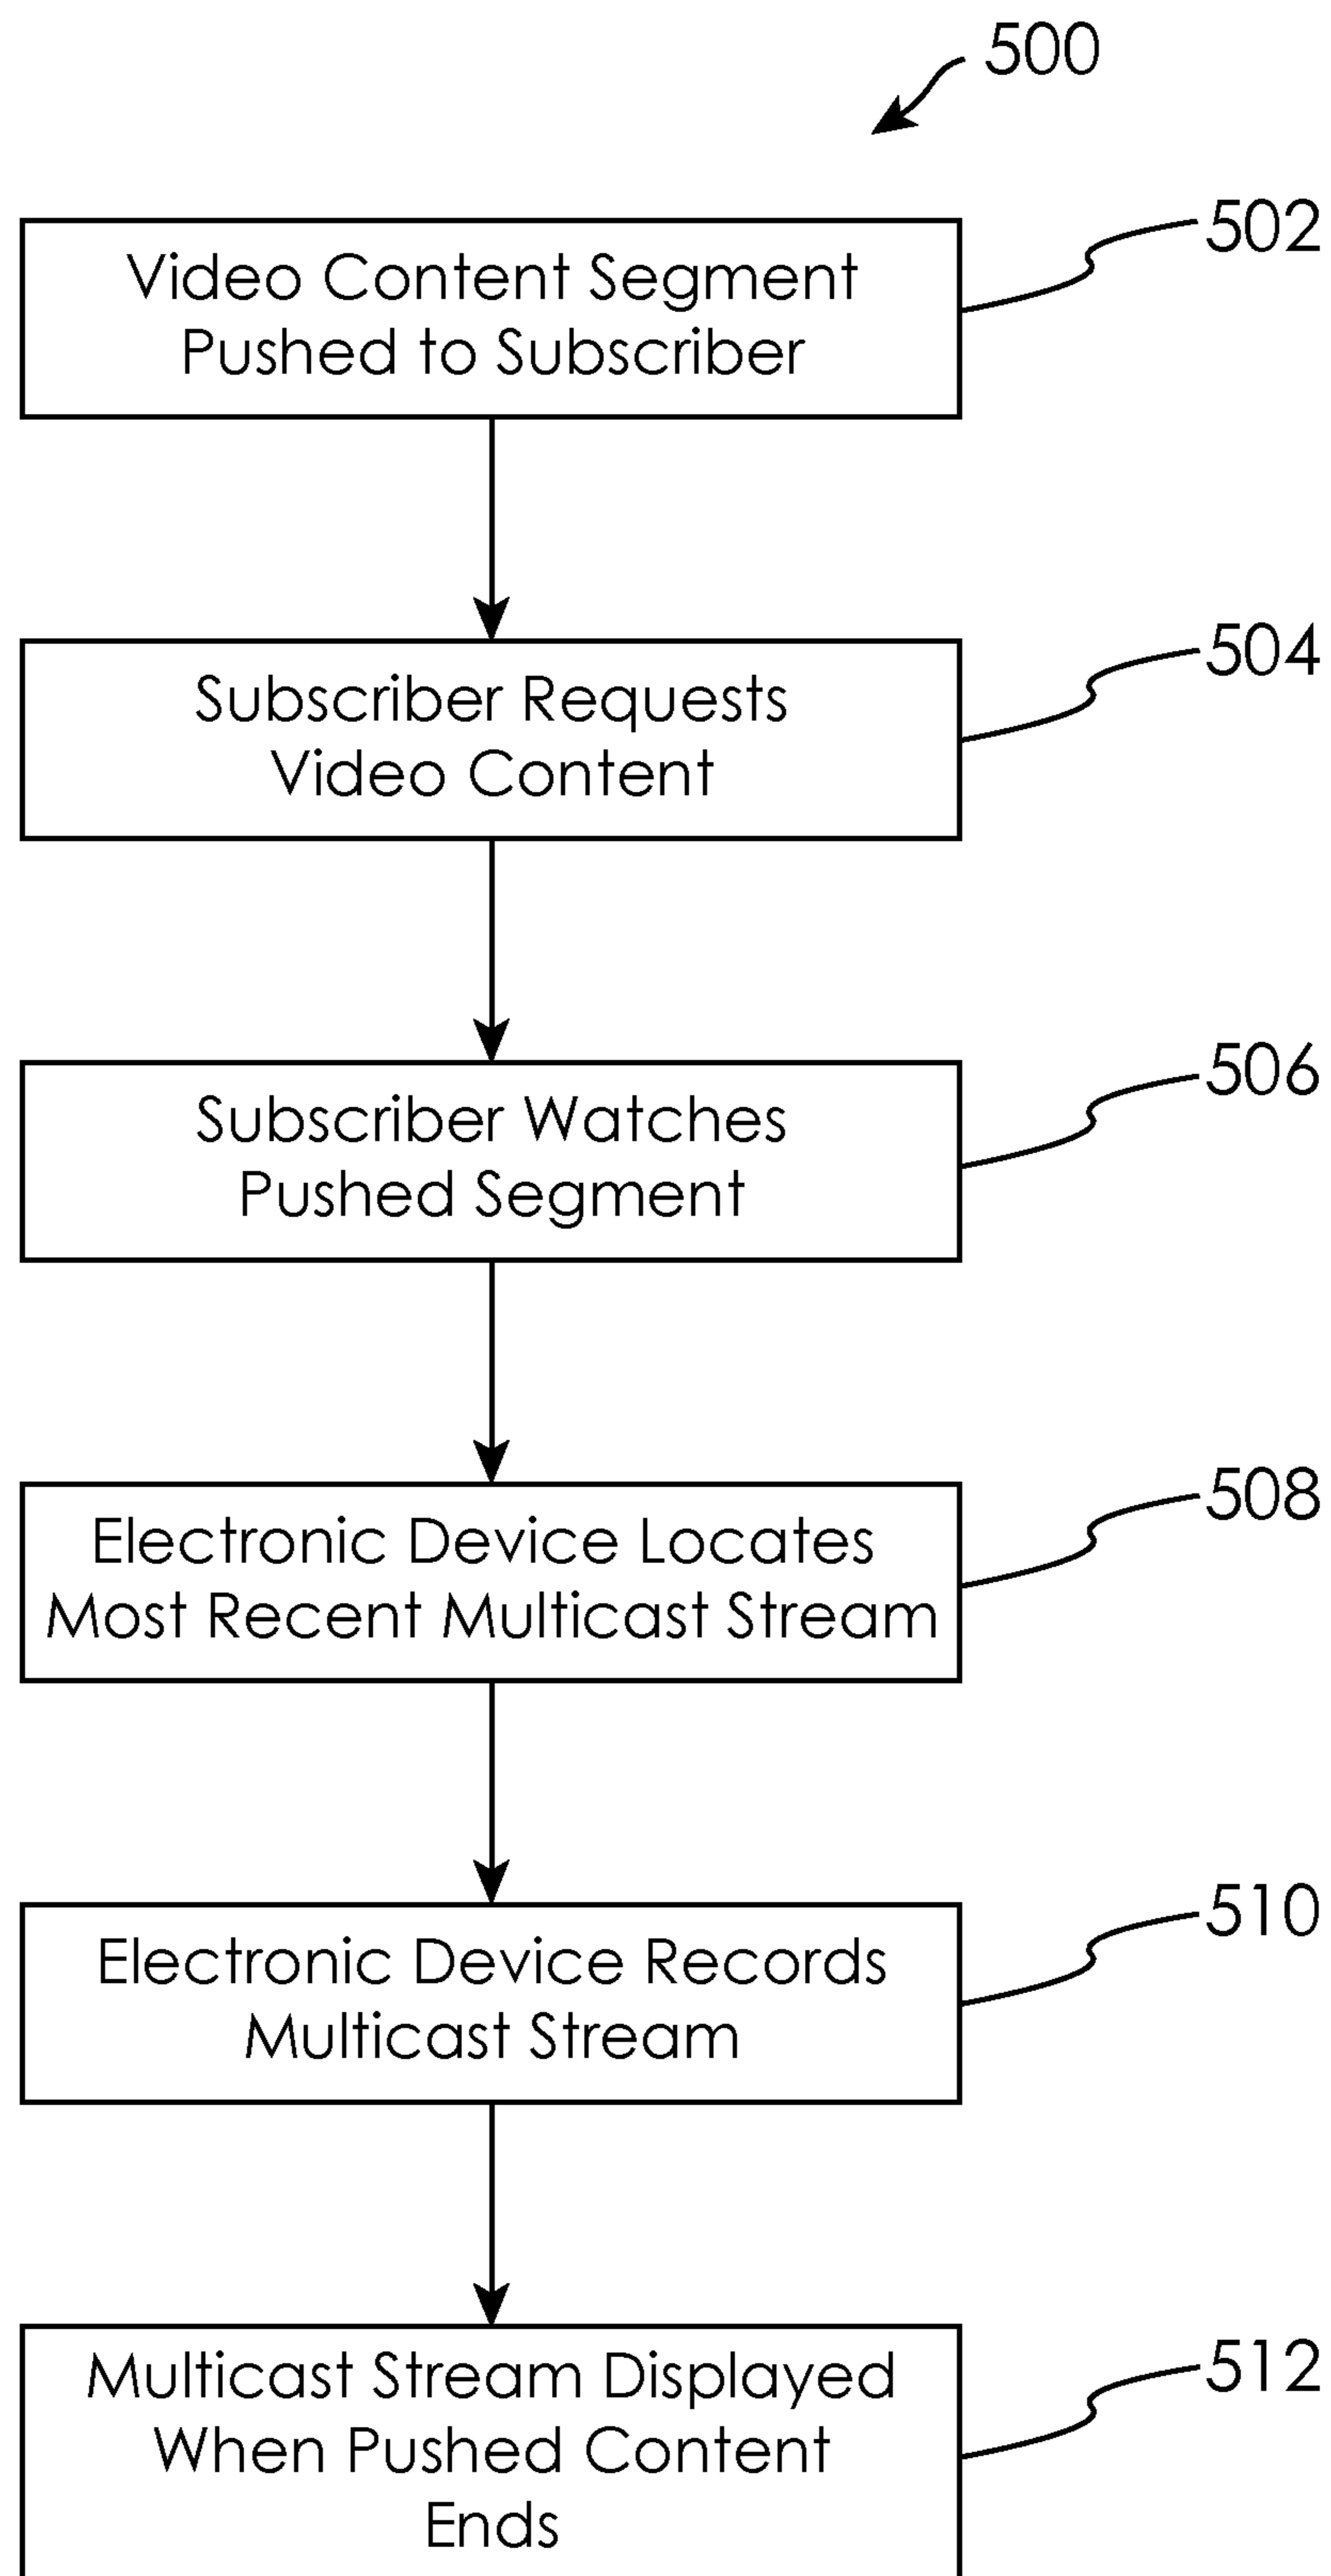 500
502
Video Content Segment
Pushed to Subscriber
504
Subscriber Requests
Video Content
506
Subscriber Watches
Pushed Segment
508
Electronic Device Locates
Most Recent Multicast Stream
510
Electronic Device Records
Multicast Stream
512
Multicast Stream Displayed
When Pushed Content
Ends